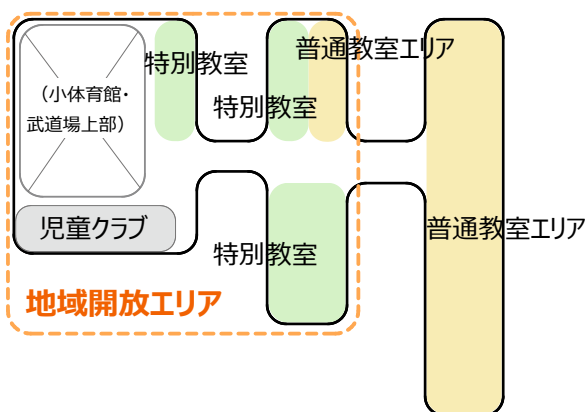 普通教室エリア
特別教室
（小体育館・
武道場上部）
特別教室
児童クラブ
特別教室
普通教室エリア
地域開放エリア